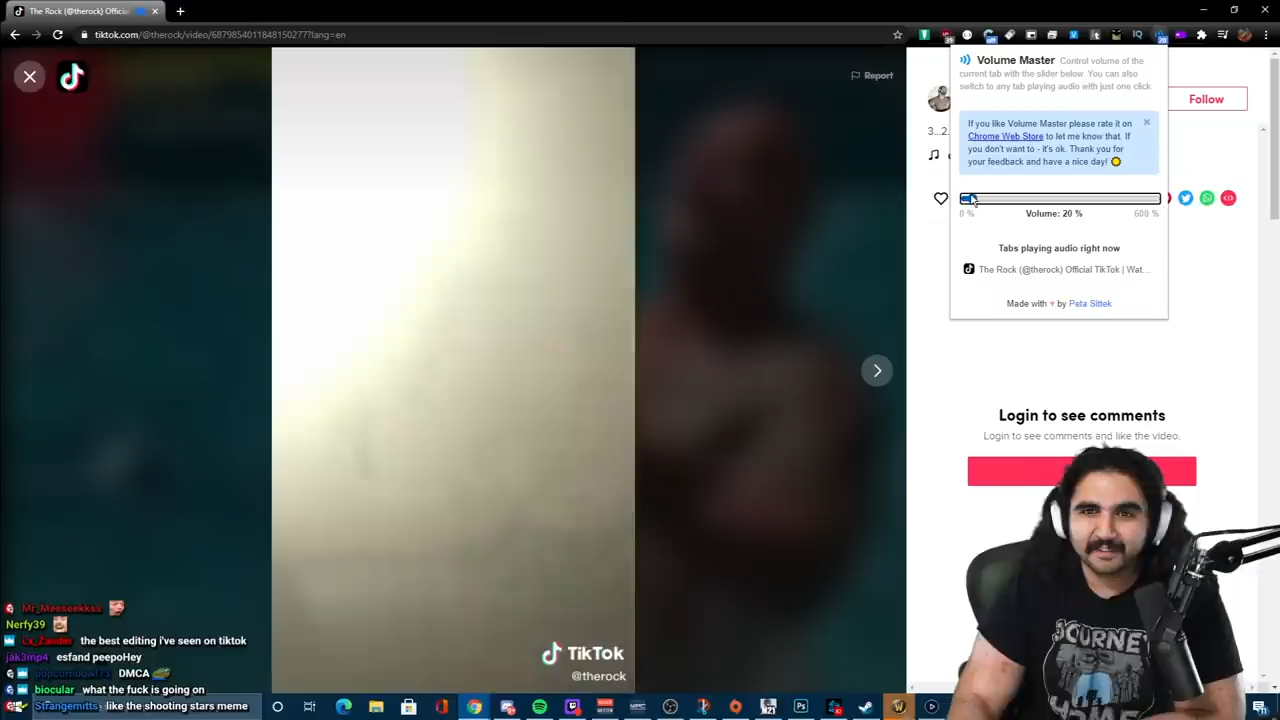 The Rock (@therock) Official
tiktok.com/@therock/video/6879854011848150277?lang=en
Report
Volume Master Control volume of the
current tab with the slider below You can also
switch to any tab playing audio with just one click
If you like Volume Master please rate it on
Chrome Web Store to let me know that. If
you don't want to - it's ok. Thank you for
your feedback and have a nice day!
0 % Volume: 20 % 600 %
Tabs playing audio right now
The Rock (@therock) Official TikTok | Wat...
Made with ♥ by Peta Sittek
Follow
3...2.
Login to see comments
Login to see comments and like the video.
TikTok
@therock
Mr_Meeseekkss
Nerfy39
the best editing i've seen on tiktok
jak3mp4 esfand peepoHey
DMCA
biocular what the fuck is going on
Strangemitts: like the shooting stars meme
JOURNEY